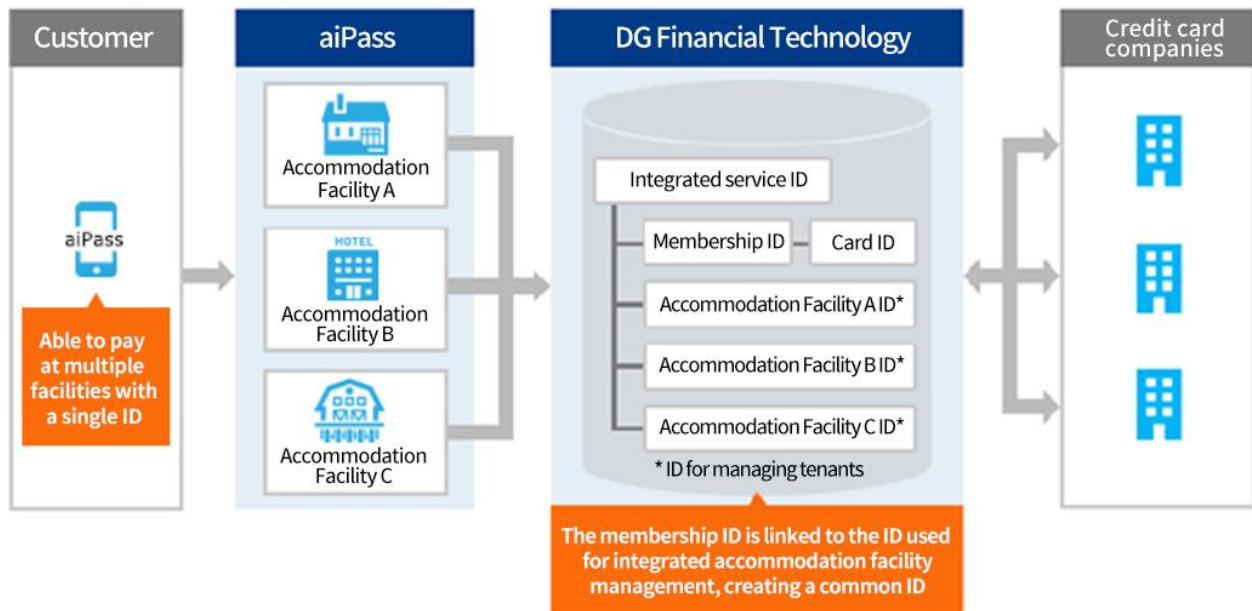 Customer
aiPass
Able to pay
at multiple
facilities with
a single ID
aiPass
Accommodation
Facility A
HOTEL
Accommodation
Facility B
Accommodation
Facility C
DG Financial Technology
Integrated service ID
Membership ID
Card ID
Accommodation Facility A ID*
Accommodation Facility B ID*
Accommodation Facility C ID*
* ID for managing tenants
The membership ID is linked to the ID used
for integrated accommodation facility
management, creating a common ID
Credit card
companies